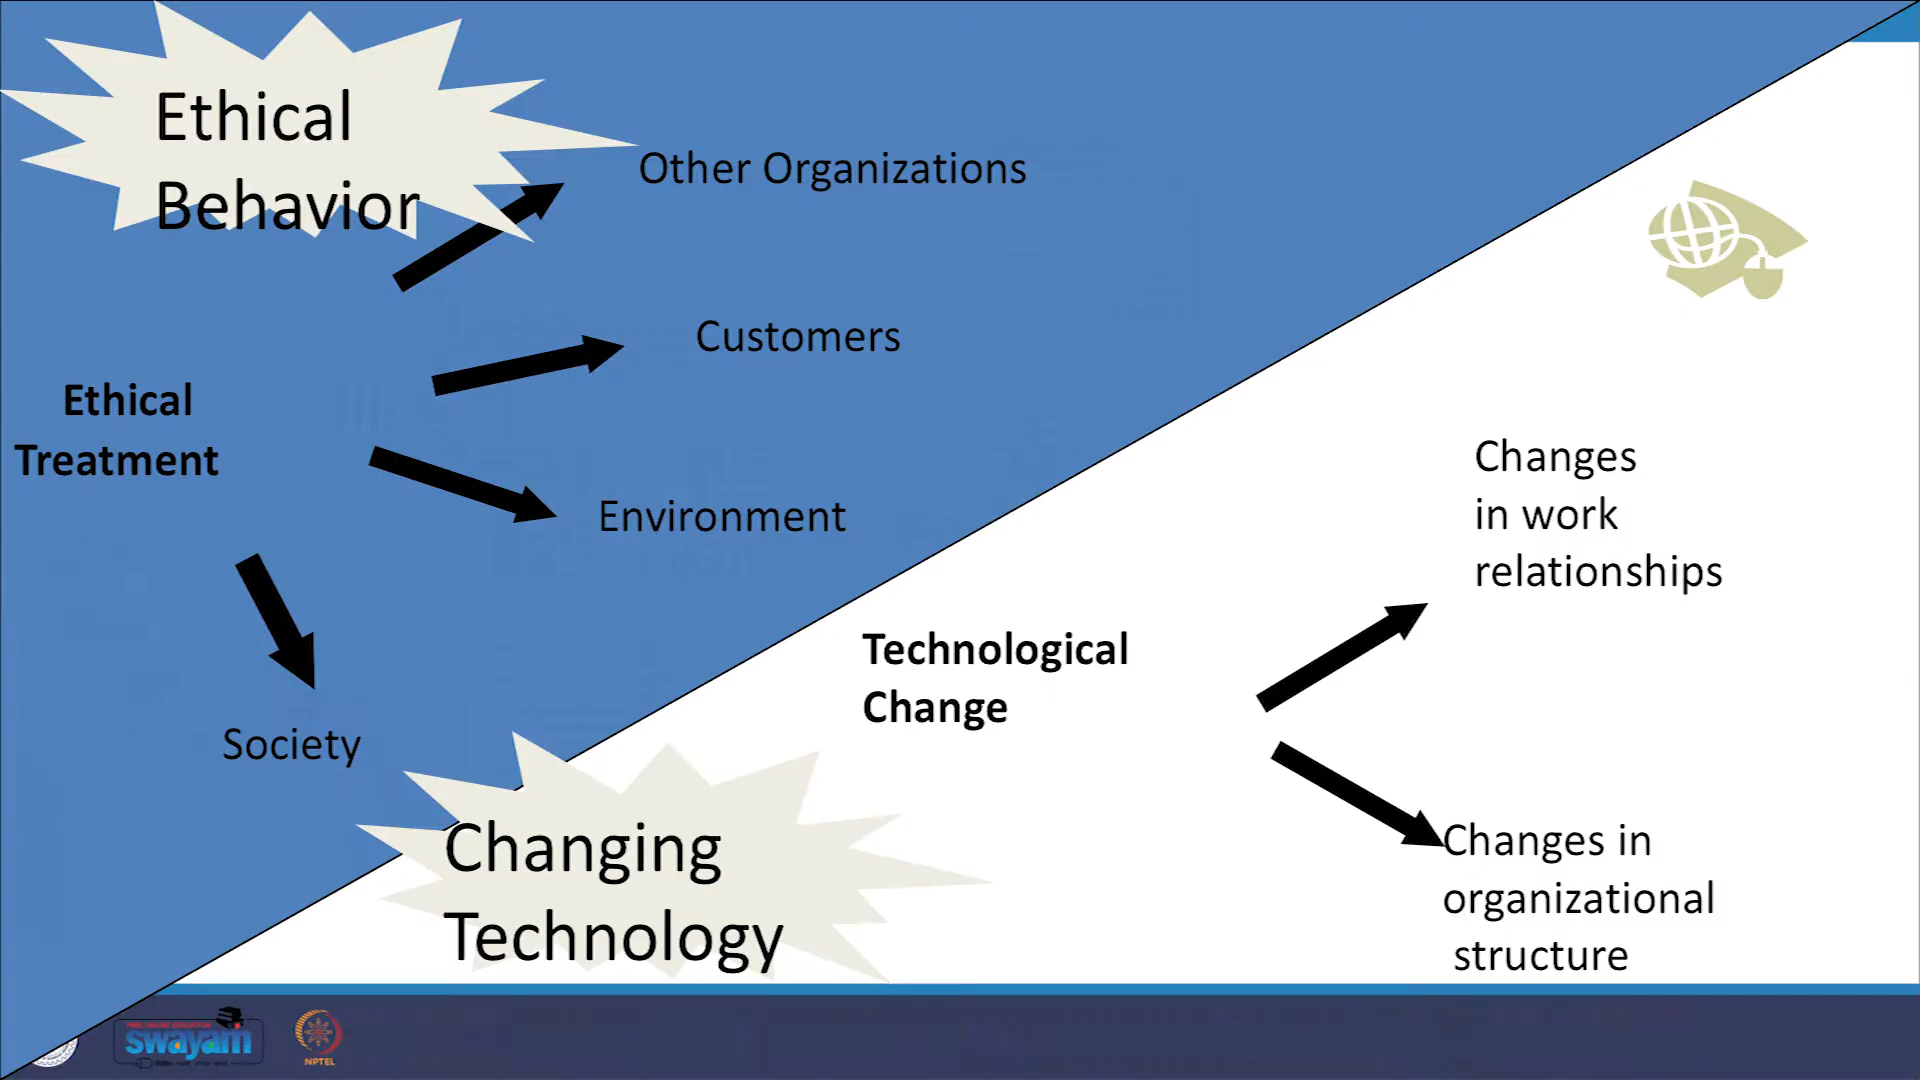 Ethical
Behavior
Other Organizations
Customers
Ethical
Treatment
Environment
Society
Changes
in work
relationships
Technological
Change
Changing
Technology
Changes in
organizational
structure
swayam
NPTEL